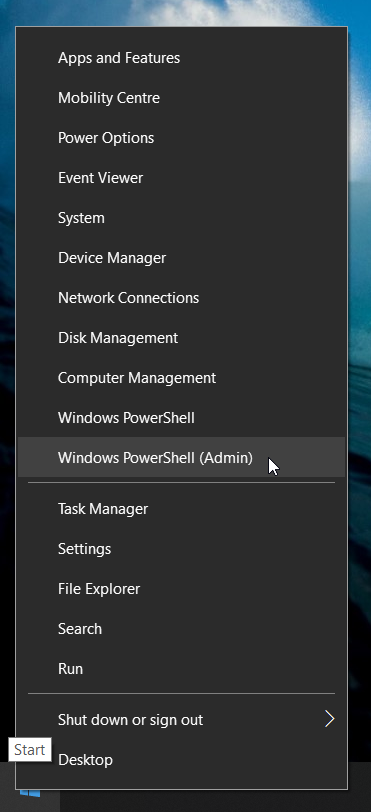 Apps and Features
Mobility Centre
Power Options
Event Viewer
System
Device Manager
Network Connections
Disk Management
Computer Management
Windows PowerShell
Windows PowerShell (Admin)
Task Manager
Settings
File Explorer
Search
Run
Shut down or sign out
Start
Desktop